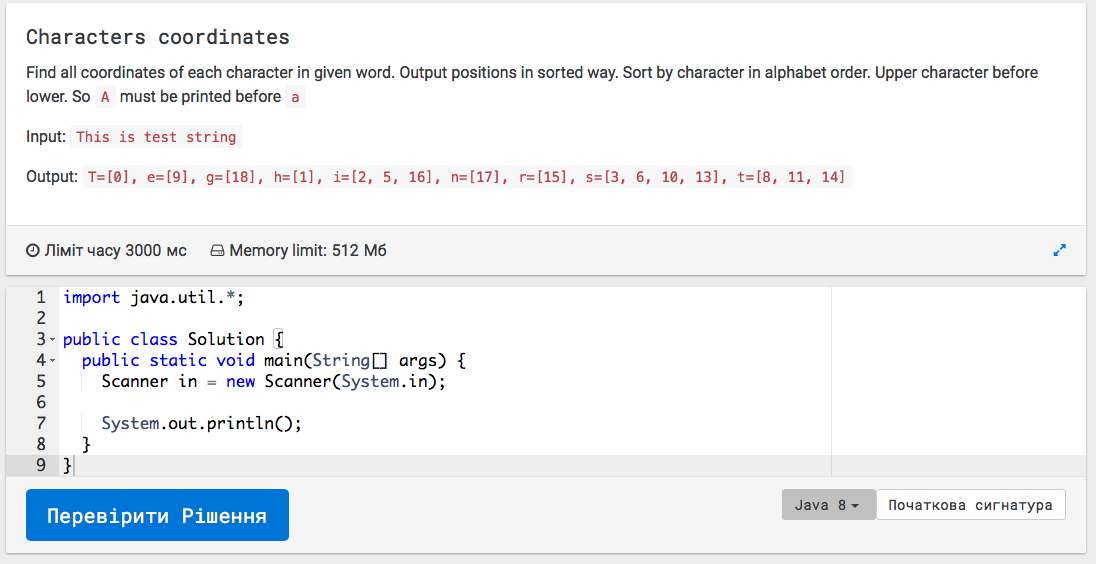 Characters coordinates
Find all coordinates of each character in given word. Output positions in sorted way. Sort by character in alphabet order. Upper character before
lower. So A must be printed before a
Input: This is test string
Output: T=[0], e=[9], g=[18], h=[1], i=[2, 5, 16], n=[17], r=[15], s=[3, 6, 10, 13], t=[8, 11, 14]
Ліміт часу 3000 мс Memory limit: 512 Мб
1 import java.util.*;
2
3 public class Solution {
4 public static void main(String[] args) {
5 Scanner in = new Scanner(System.in);
6
7 System.out.println();
8 }
9 }
Перевірити Рішення Java 8 Початкова сигнатура